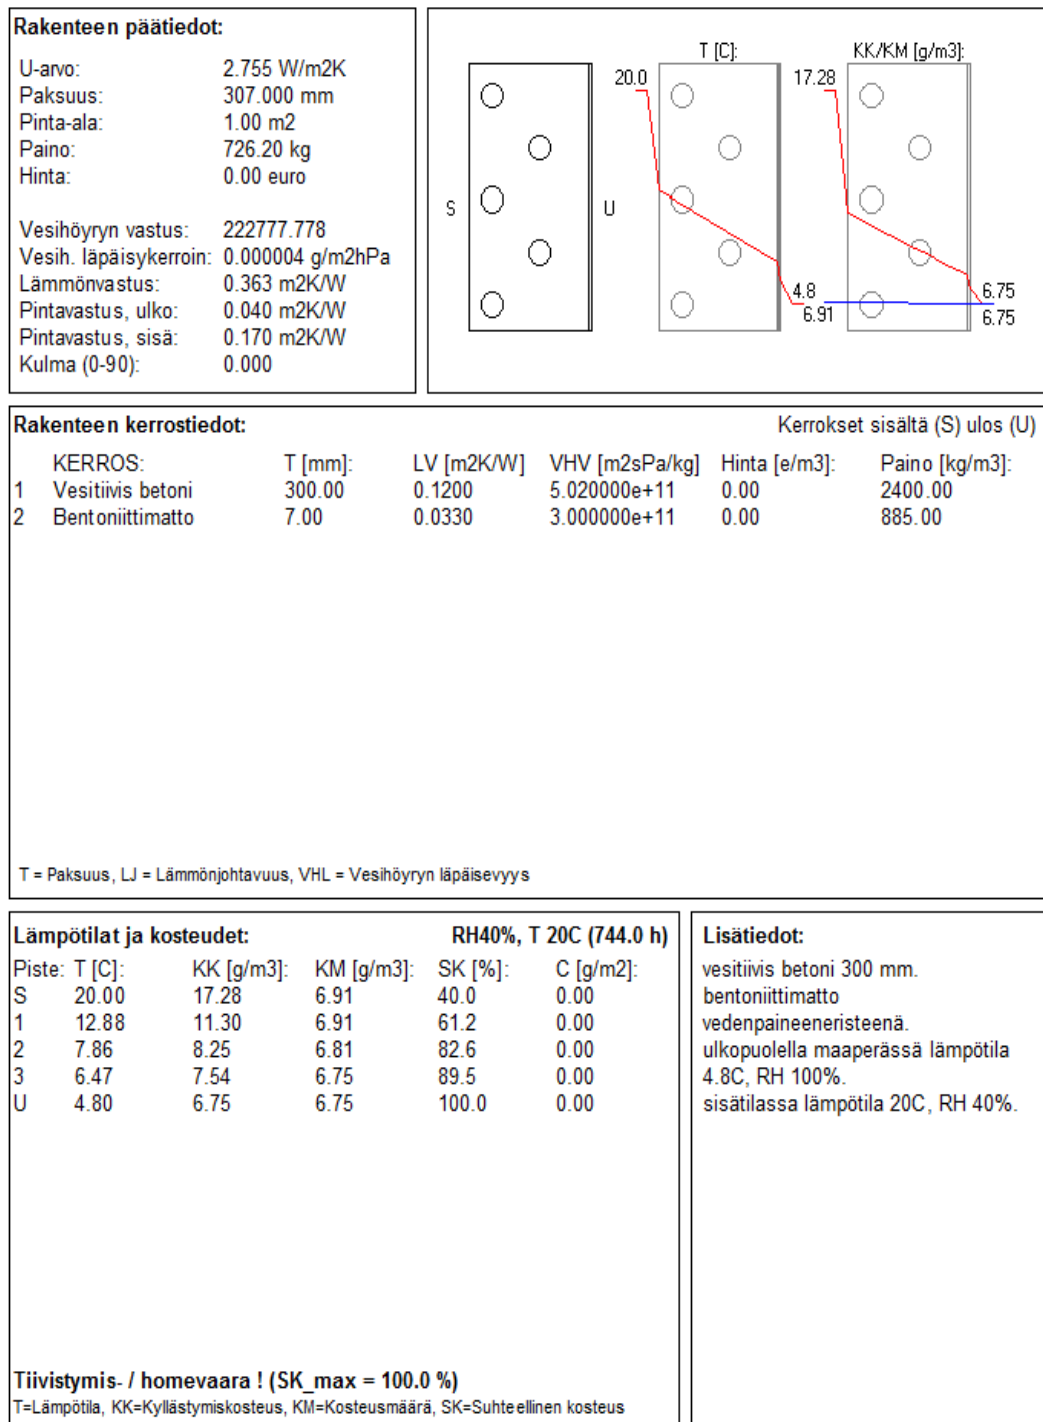 Rakenteen päätiedot:
U-arvo: 2.755 W/m2K
Paksuus: 307.000 mm
Pinta-ala: 1.00 m2
Paino: 726.20 kg
Hinta: 0.00 euro
Vesihöyryn vastus: 222777.778
Vesih. läpäisykerroin: 0.000004 g/m2hPa
Lämmönvastus: 0.363 m2K/W
Pintavastus, ulko: 0.040 m2K/W
Pintavastus, sisä: 0.170 m2K/W
Kulma (0-90): 0.000
T [C]: KK/KM [g/m3]:
20.0 17.28
S U
4.8 6.75
6.91 6.75
Rakenteen kerrostiedot: Kerrokset sisältä (S) ulos (U)
KERROS: T [mm]: LV [m2K/W] VHV [m2sPa/kg] Hinta [e/m3]: Paino [kg/m3]:
1 Vesitiivis betoni 300.00 0.1200 5.020000e+11 0.00 2400.00
2 Bentoniittimatto 7.00 0.0330 3.000000e+11 0.00 885.00
T = Paksuus, LJ = Lämmönjohtavuus, VHL = Vesihöyryn läpäisevyys
Lämpötilat ja kosteudet: RH40%, T 20C (744.0 h)
Piste: T [C]: KK [g/m3]: KM [g/m3]: SK [%]: C [g/m2]:
S 20.00 17.28 6.91 40.0 0.00
1 12.88 11.30 6.91 61.2 0.00
2 7.86 8.25 6.81 82.6 0.00
3 6.47 7.54 6.75 89.5 0.00
U 4.80 6.75 6.75 100.0 0.00
Tiivistymis- / homevaara ! (SK_max = 100.0 %)
T=Lämpötila, KK=Kyllästymiskosteus, KM=Kosteusmäärä, SK=Suhteellinen kosteus
Lisätiedot:
vesitiivis betoni 300 mm.
bentoniittimatto
vedenpaineeneristeenä.
ulkopuolella maaperässä lämpötila
4.8C, RH 100%.
sisätilassa lämpötila 20C, RH 40%.